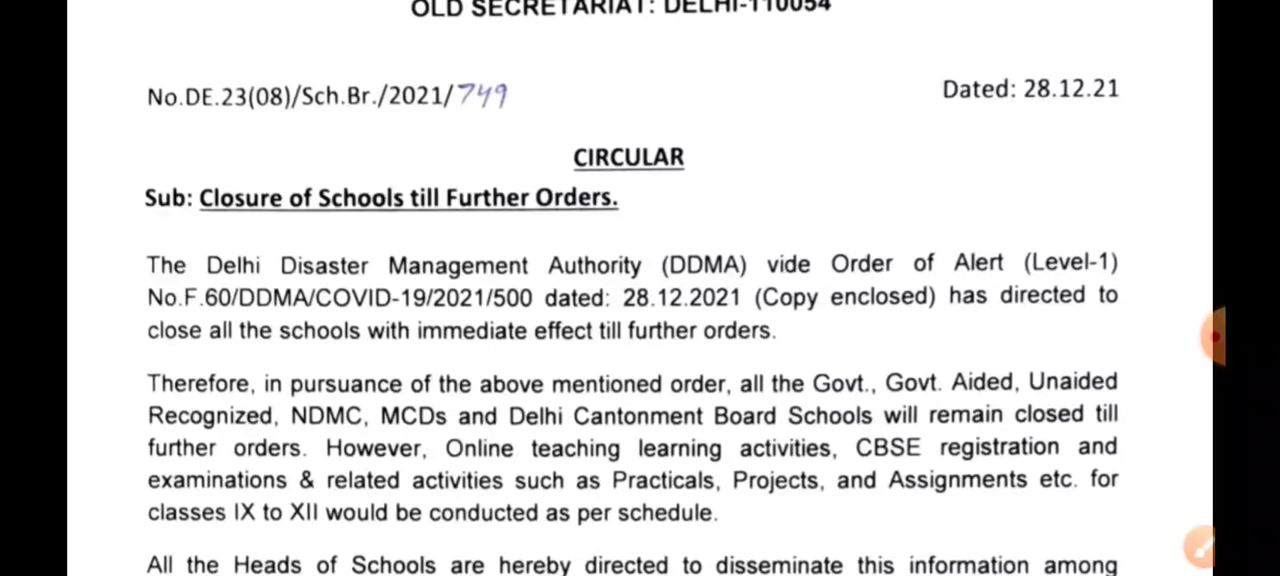 OLD SECRETARIAT: DELHI-110054
No.DE.23(08)/Sch.Br./2021/749
Dated: 28.12.21
CIRCULAR
Sub: Closure of Schools till Further Orders.
The Delhi Disaster Management Authority (DDMA) vide Order of Alert (Level-1)
No.F.60/DDMA/COVID-19/2021/500 dated: 28.12.2021 (Copy enclosed) has directed to
close all the schools with immediate effect till further orders.
Therefore, in pursuance of the above mentioned order, all the Govt., Govt. Aided, Unaided
Recognized, NDMC, MCDs and Delhi Cantonment Board Schools will remain closed till
further orders. However, Online teaching learning activities, CBSE registration and
examinations & related activities such as Practicals, Projects, and Assignments etc. for
classes IX to XII would be conducted as per schedule.
All the Heads of Schools are hereby directed to disseminate this information among